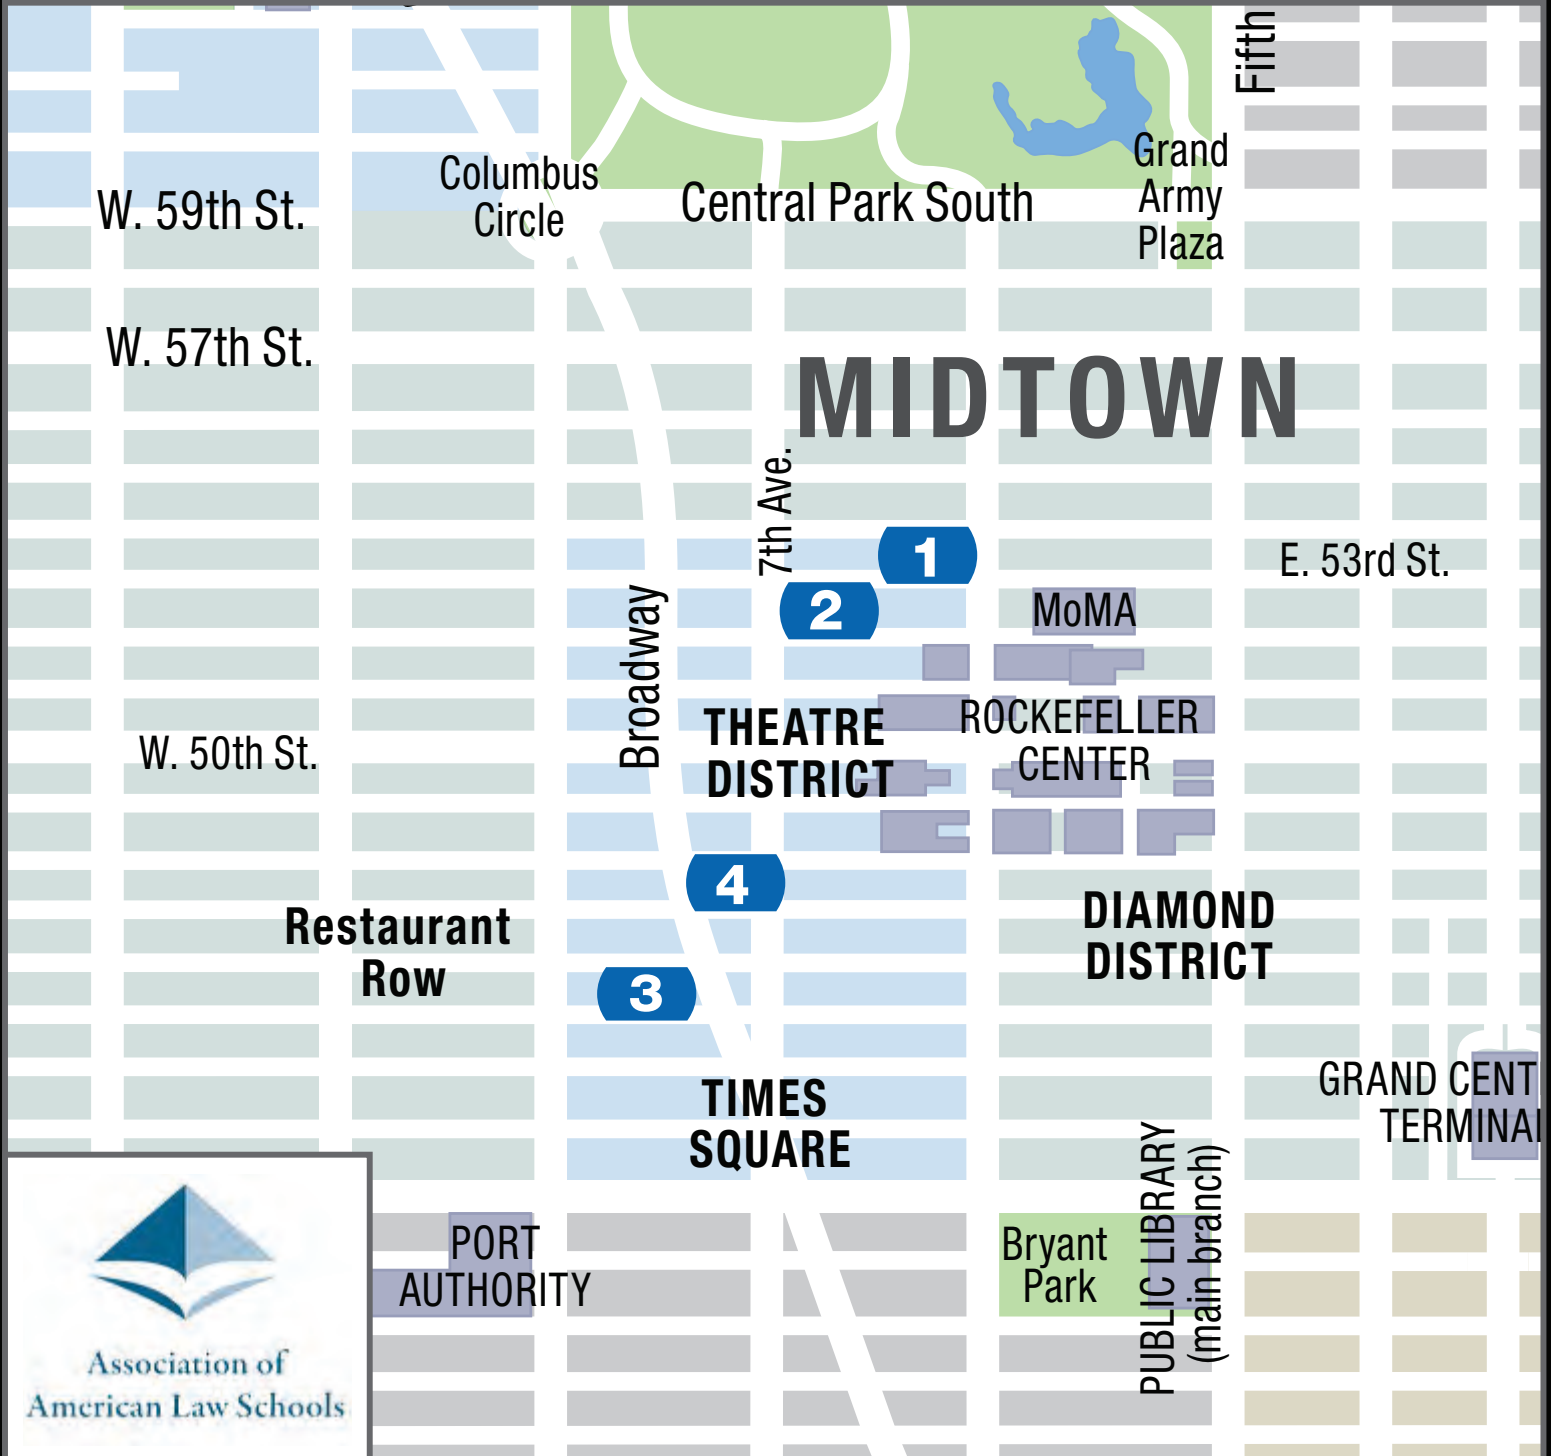 Fifth
Grand
Army
Plaza
Columbus
Circle
Central Park South
W. 59th St.
W. 57th St.
MIDTOWN
7th Ave.
1
E. 53rd St.
2
MoMA
Broadway
THEATRE
DISTRICT
ROCKEFELLER
CENTER
W. 50th St.
4
DIAMOND
DISTRICT
Restaurant
Row
3
GRAND CENT
TERMINAL
TIMES
SQUARE
PUBLIC LIBRARY
(main branch)
Bryant
Park
PORT
AUTHORITY
Association of
American Law Schools